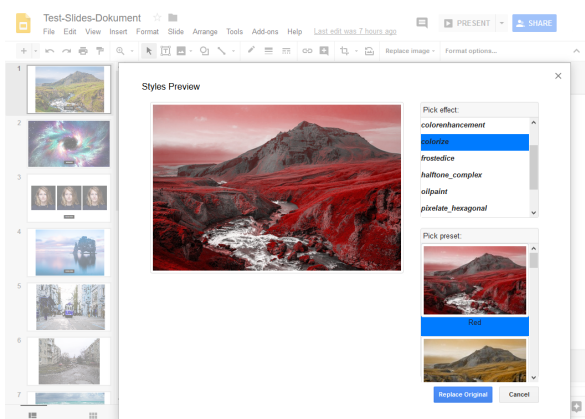 Test-Slides-Dokument
File Edit View Insert Format Slide Arrange Tools Add-ons Help Last edit was 7 hours ago
PRESENT
SHARE
Replace image
Format options...
1
2
3
4
5
6
7
Styles Preview
Pick effect:
colorenhancement
colorize
frostedice
halftone_complex
oilpaint
pixelate_hexagonal
Pick preset:
Red
Replace Original
Cancel